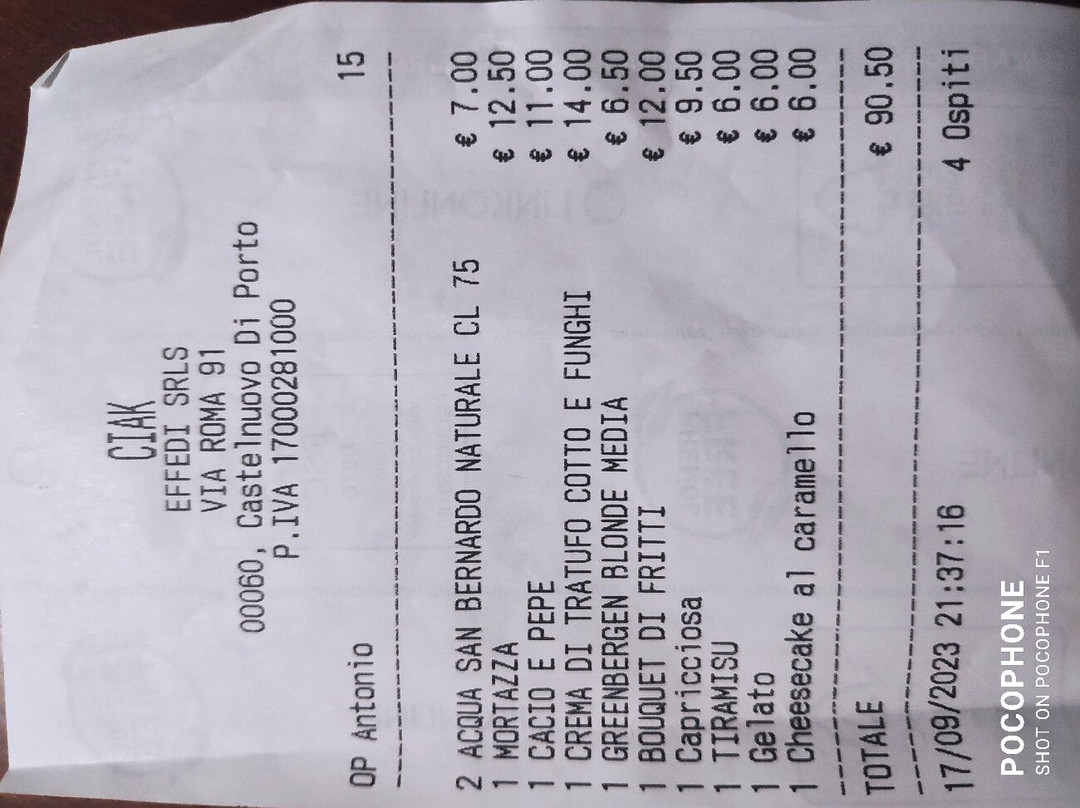 CIAK
EFFEDI SRLS
VIA ROMA 91
00060, Castelnuovo Di Porto
P.IVA 17000281000
OP Antonio 15
2 ACQUA SAN BERNARDO NATURALE CL 75 € 7.00
1 MORTAZZA € 12.50
1 CACIO E PEPE € 11.00
1 CREMA DI TRATUFO COTTO E FUNGHI € 14.00
1 GREENBERGEN BLONDE MEDIA € 6.50
1 BOUQUET DI FRITTI € 12.00
1 Capricciosa € 9.50
1 TIRAMISU € 6.00
1 Gelato € 6.00
1 Cheesecake al caramello € 6.00
TOTALE € 90.50
17/09/2023 21:37:16 4 Ospiti
POCOPHONE
SHOT ON POCOPHONE F1